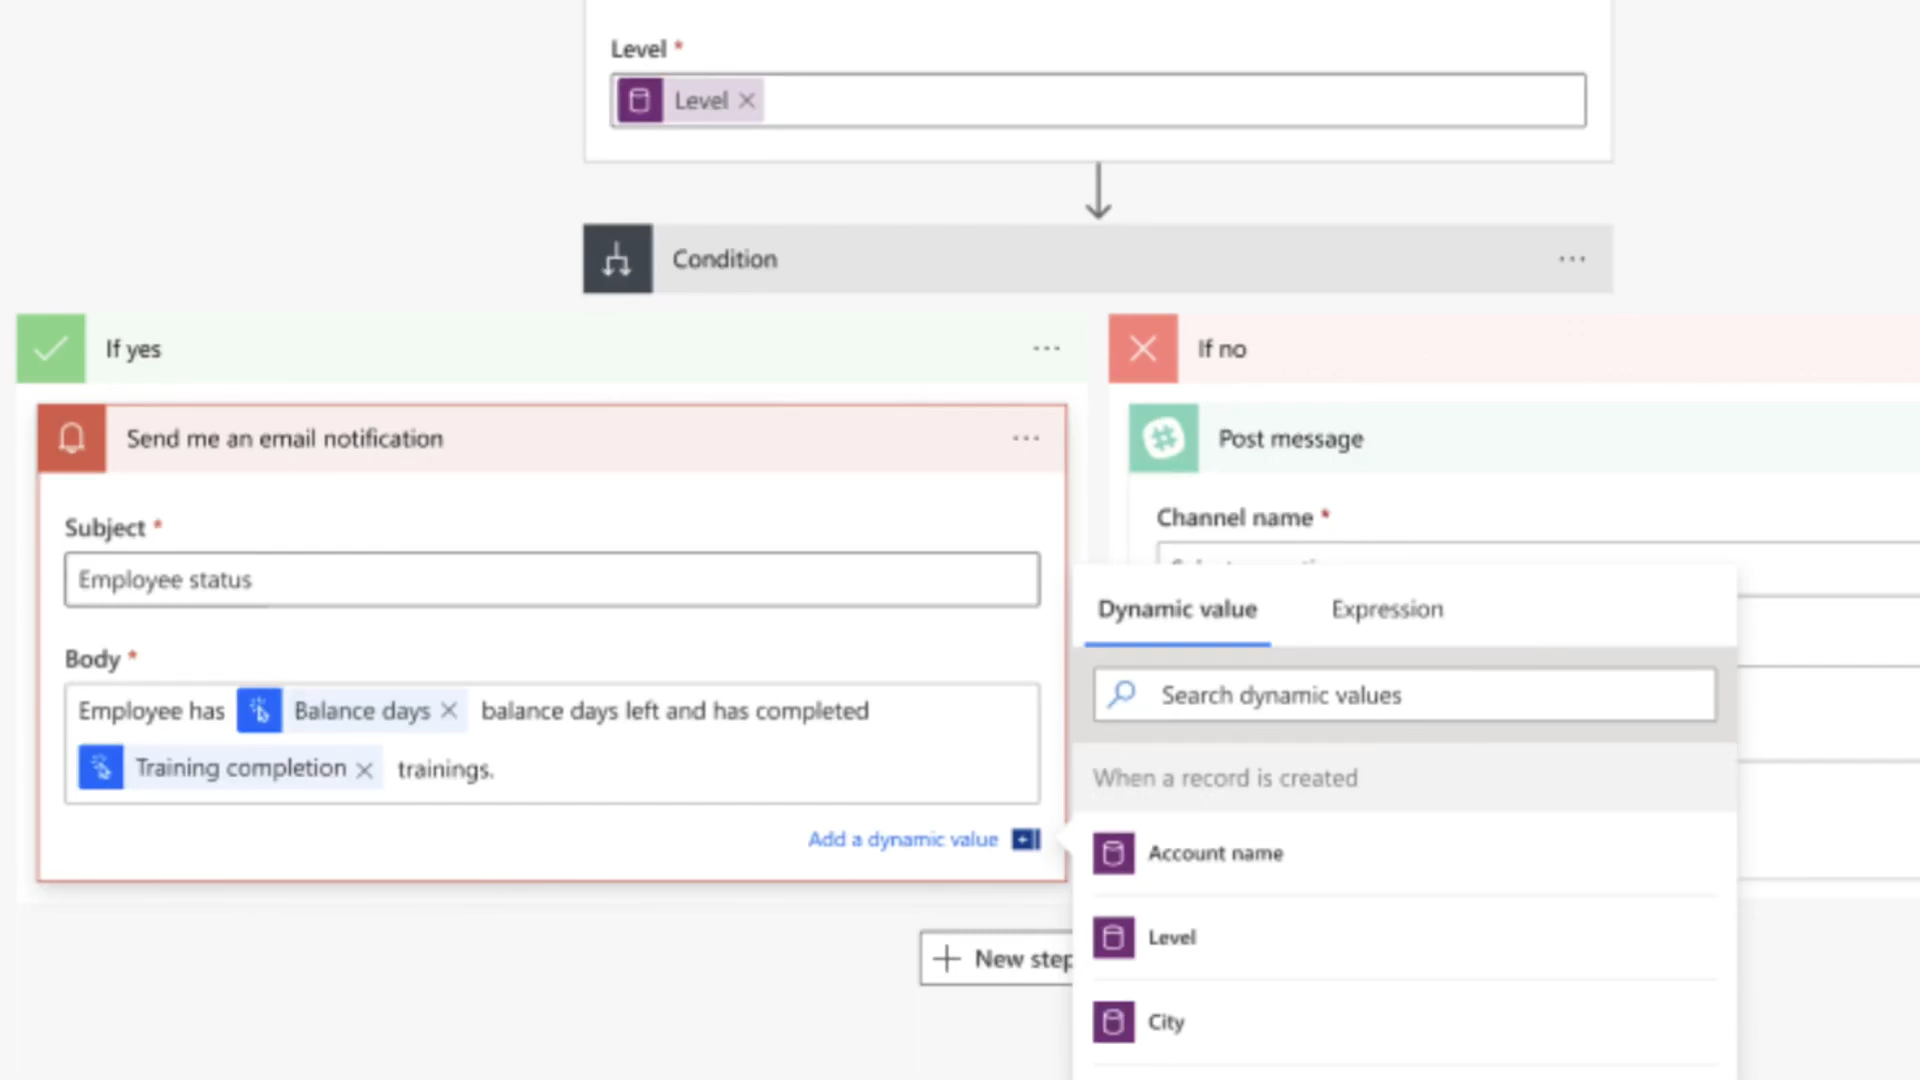 Level *
Level
Condition
If yes
If no
Send me an email notification
Post message
Subject *
Channel name *
Employee status
Body *
Employee has Balance days balance days left and has completed
Training completion trainings.
Add a dynamic value
New step
Dynamic value Expression
Search dynamic values
When a record is created
Account name
Level
City